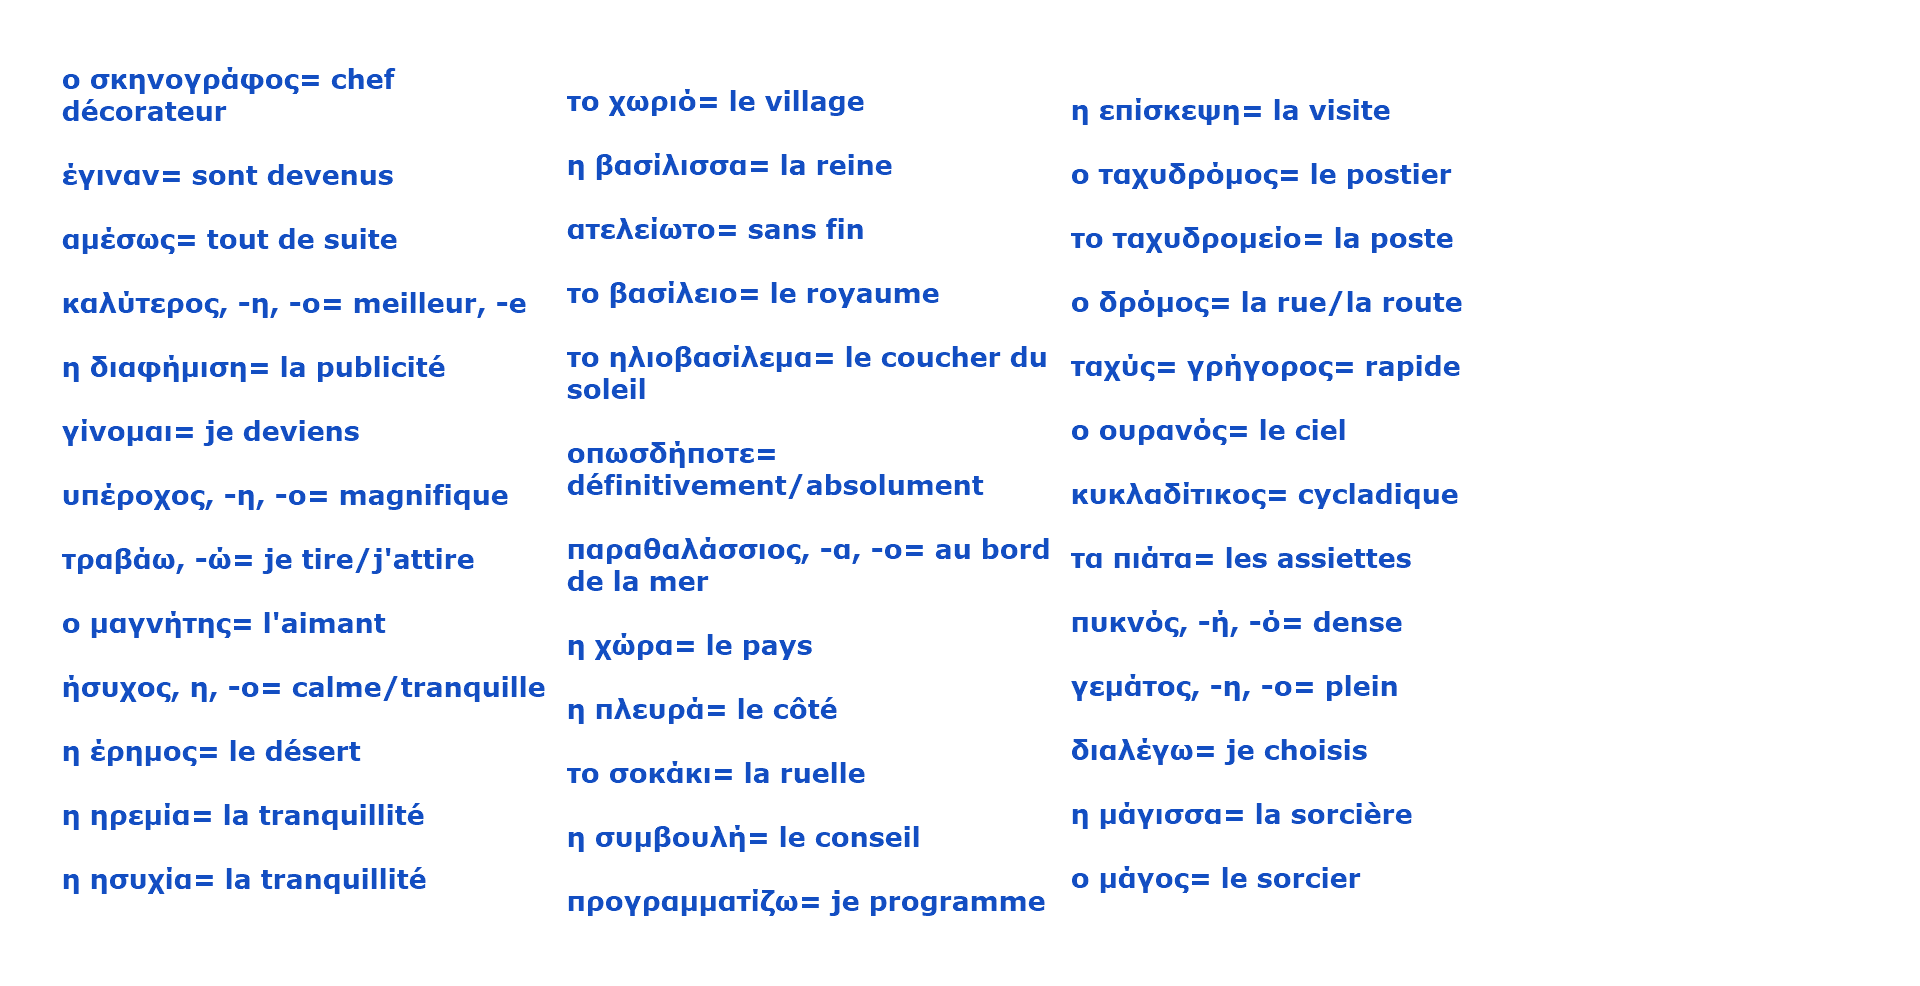 ο σκηνογράφος= chef
décorateur
έγιναν= sont devenus
αμέσως= tout de suite
καλύτερος, -η, -ο= meilleur, -e
η διαφήμιση= la publicité
γίνομαι= je deviens
υπέροχος, -η, -ο= magnifique
τραβάω, -ώ= je tire/j'attire
ο μαγνήτης= l'aimant
ήσυχος, η, -ο= calme/tranquille
η έρημος= le désert
η ηρεμία= la tranquillité
η ησυχία= la tranquillité
το χωριό= le village
η βασίλισσα= la reine
ατελείωτο= sans fin
το βασίλειο= le royaume
το ηλιοβασίλεμα= le coucher du
soleil
οπωσδήποτε=
définitivement/absolument
παραθαλάσσιος, -α, -ο= au bord
de la mer
η χώρα= le pays
η πλευρά= le côté
το σοκάκι= la ruelle
η συμβουλή= le conseil
προγραμματίζω= je programme
η επίσκεψη= la visite
ο ταχυδρόμος= le postier
το ταχυδρομείο= la poste
ο δρόμος= la rue/la route
ταχύς= γρήγορος= rapide
ο ουρανός= le ciel
κυκλαδίτικος= cycladique
τα πιάτα= les assiettes
πυκνός, -ή, -ό= dense
γεμάτος, -η, -ο= plein
διαλέγω= je choisis
η μάγισσα= la sorcière
ο μάγος= le sorcier